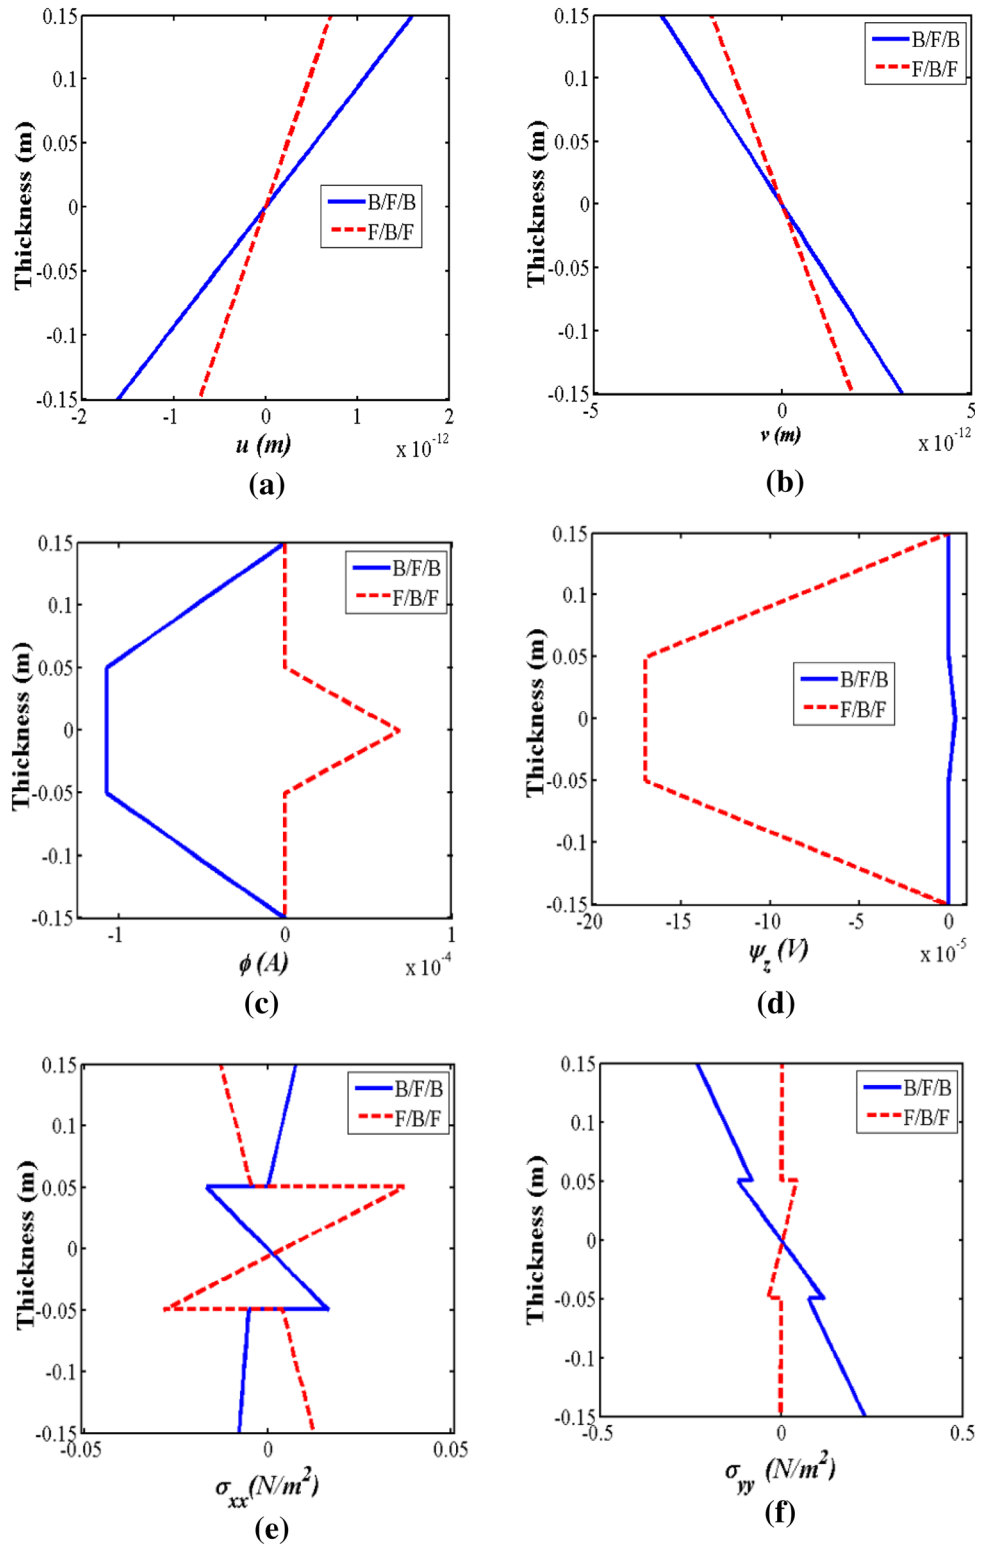 0.15
0.1
0.05
0
-0.05
-0.1
-0.15
Thickness (m)
B/F/B
F/B/F
-2
-1
0
1
2
u (m)
x 10^-12
(a)
0.15
0.1
0.05
0
-0.05
-0.1
-0.15
Thickness (m)
B/F/B
F/B/F
-5
0
5
v (m)
x 10^-12
(b)
0.15
0.1
0.05
0
-0.05
-0.1
-0.15
Thickness (m)
B/F/B
F/B/F
-1
0
1
ϕ (A)
x 10^-4
(c)
0.15
0.1
0.05
0
-0.05
-0.1
-0.15
Thickness (m)
B/F/B
F/B/F
-20
-15
-10
-5
0
ψ_z (V)
x 10^-5
(d)
0.15
0.1
0.05
0
-0.05
-0.1
-0.15
Thickness (m)
B/F/B
F/B/F
-0.05
0
0.05
σ_xx (N/m²)
(e)
0.15
0.1
0.05
0
-0.05
-0.1
-0.15
Thickness (m)
B/F/B
F/B/F
-0.5
0
0.5
σ_yy (N/m²)
(f)